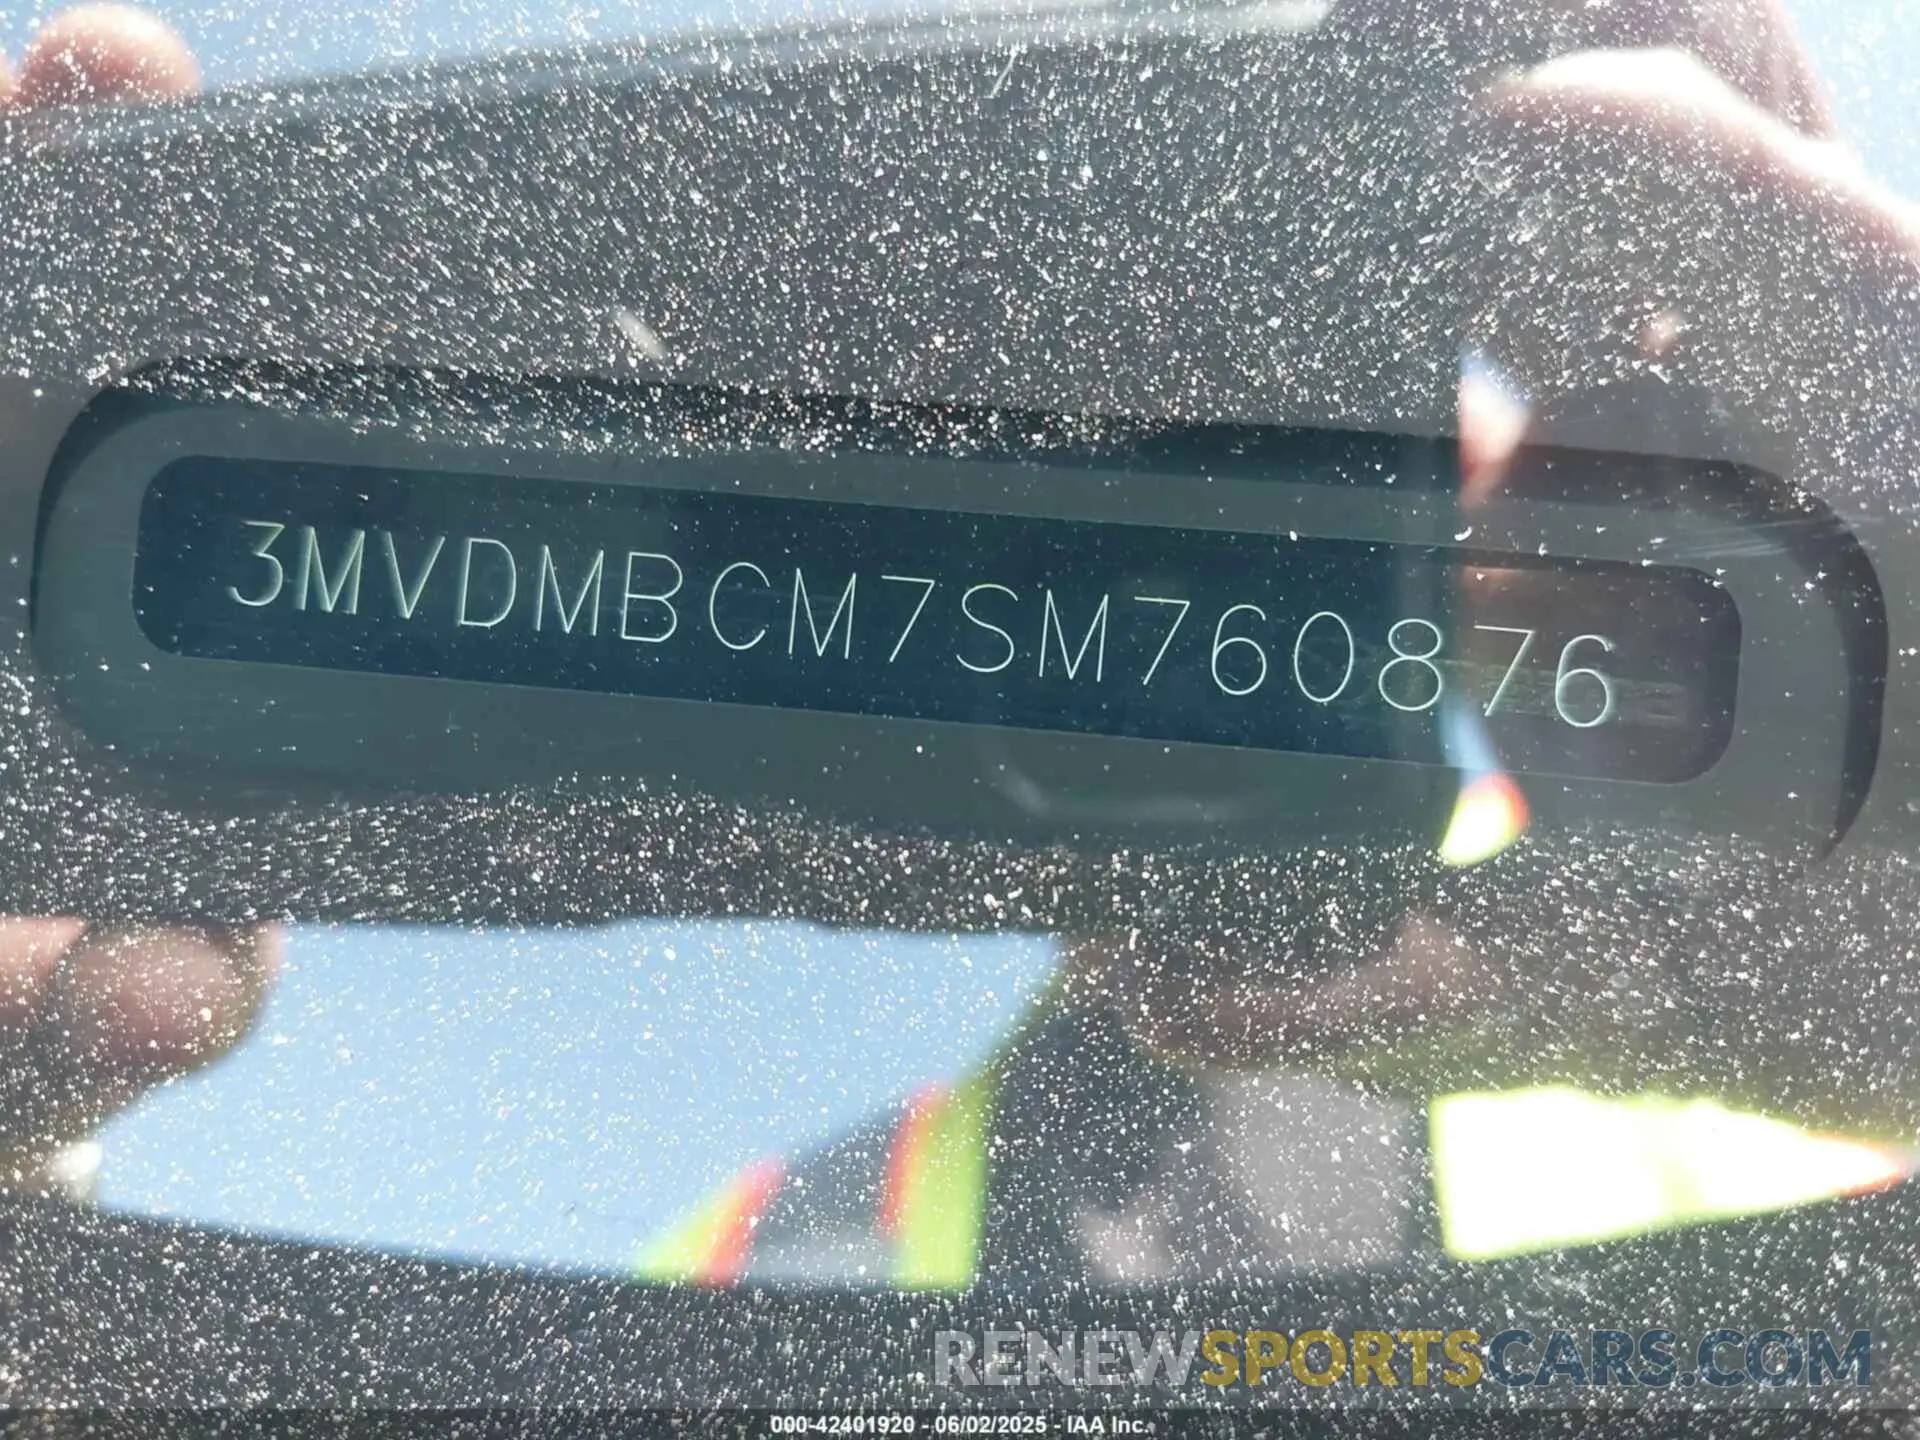 3MVDMBCM7SM760876
RENEWSPORTSCARS.COM
000-42401920 - 06/02/2025 - IAA Inc.